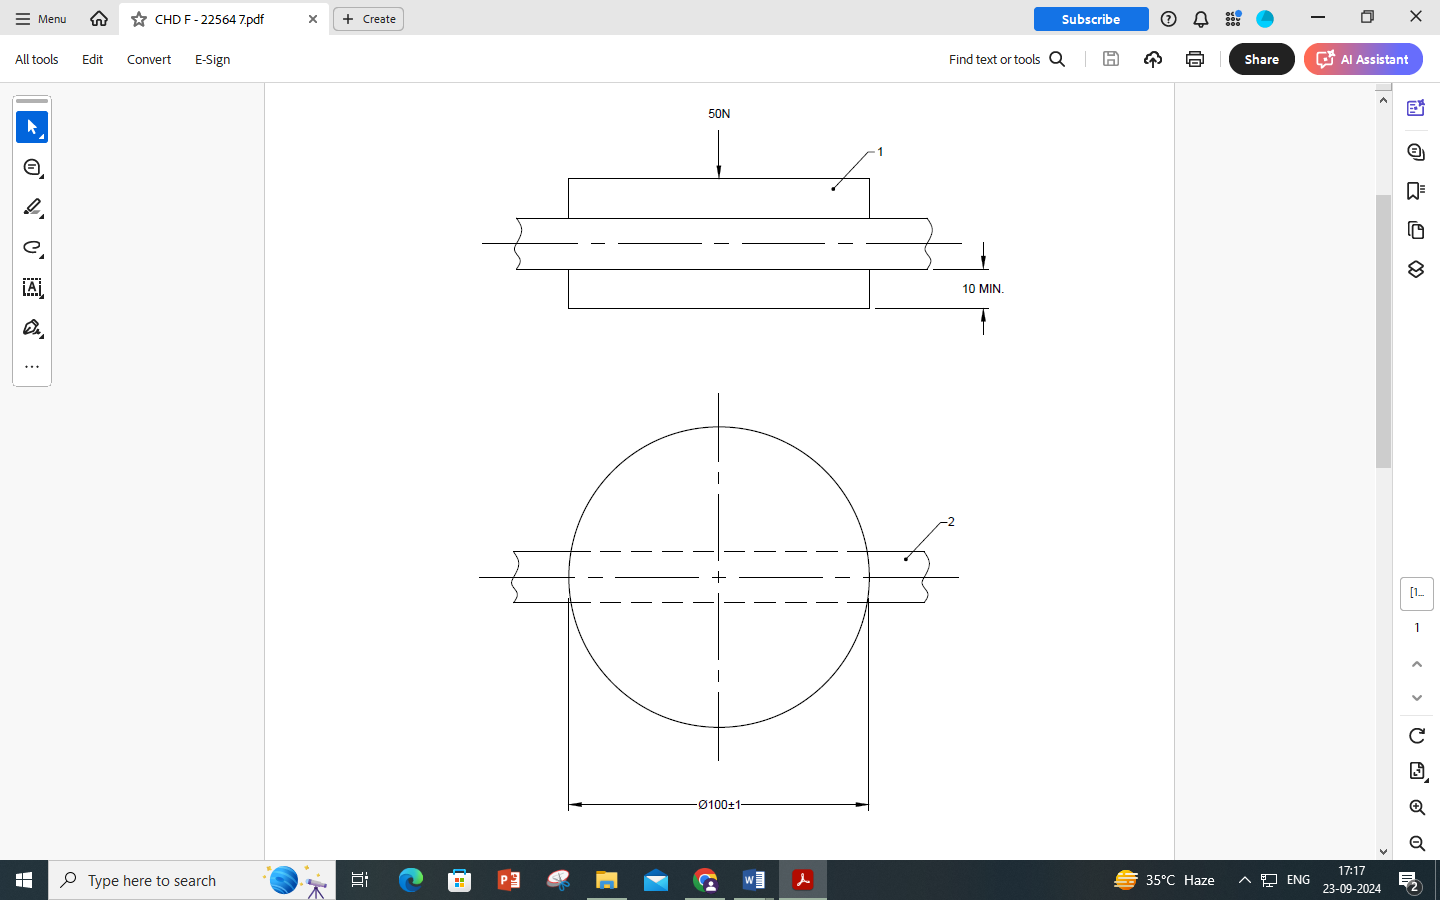 Menu
CHD F - 22564 7.pdf
Create
Subscribe
All tools
Edit
Convert
E-Sign
Find text or tools
Share
AI Assistant
50N
1
10 MIN.
2
Ø100±1
[1...
1
Type here to search
35°C Haze
ENG
17:17
23-09-2024
2